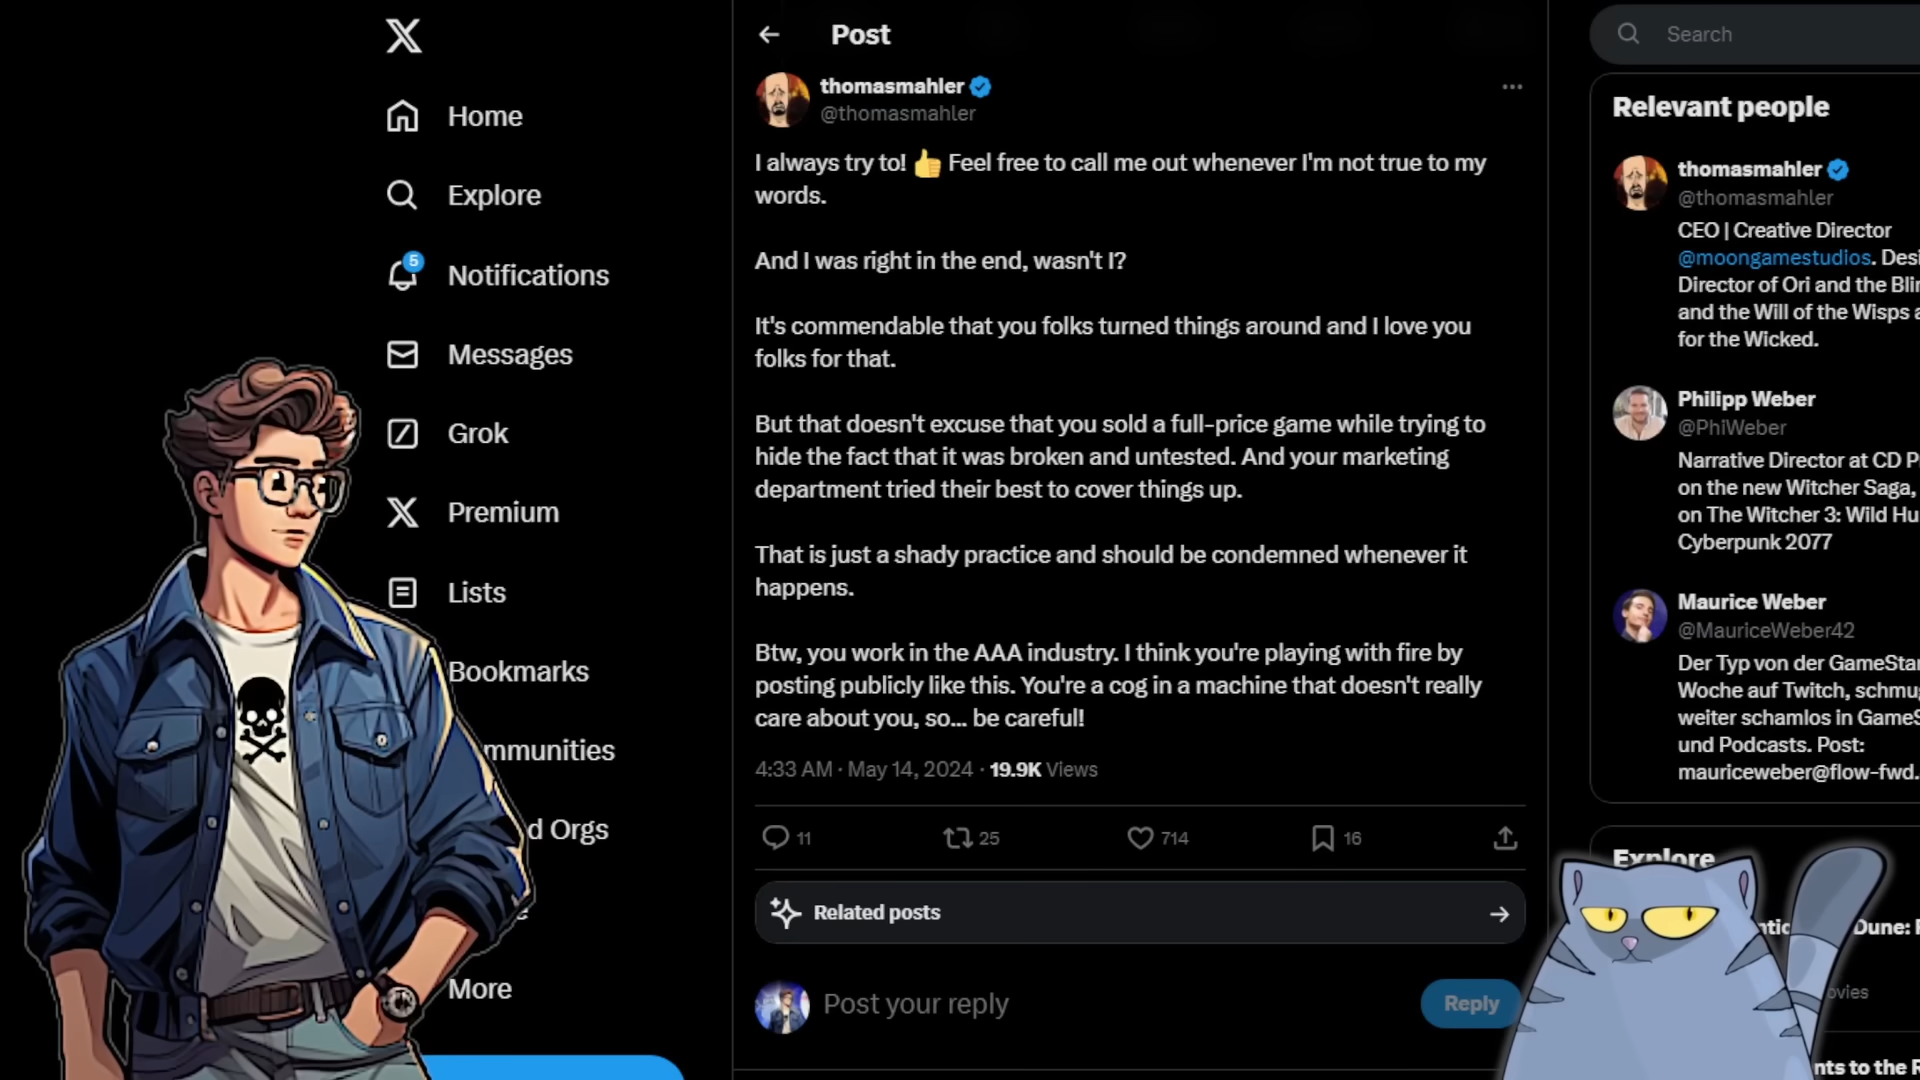 Home
Explore
5
Notifications
Messages
Grok
Premium
Lists
Bookmarks
mmunities
d Orgs
More
Post
thomasmahler
@thomasmahler
I always try to! 👍 Feel free to call me out whenever I'm not true to my
words.
And I was right in the end, wasn't I?
It's commendable that you folks turned things around and I love you
folks for that.
But that doesn't excuse that you sold a full-price game while trying to
hide the fact that it was broken and untested. And your marketing
department tried their best to cover things up.
That is just a shady practice and should be condemned whenever it
happens.
Btw, you work in the AAA industry. I think you're playing with fire by
posting publicly like this. You're a cog in a machine that doesn't really
care about you, so... be careful!
4:33 AM · May 14, 2024 · 19.9K Views
11
25
714
16
Related posts
Post your reply
Reply
Search
Relevant people
thomasmahler
@thomasmahler
CEO | Creative Director
@moongamestudios. Desi
Director of Ori and the Blin
and the Will of the Wisps a
for the Wicked.
Philipp Weber
@PhiWeber
Narrative Director at CD P
on the new Witcher Saga,
on The Witcher 3: Wild Hu
Cyberpunk 2077
Maurice Weber
@MauriceWeber42
Der Typ von der GameStar
Woche auf Twitch, schmug
weiter schamlos in GameS
und Podcasts. Post:
mauriceweber@flow-fwd.
Explore
Dune:
ovies
nts to the